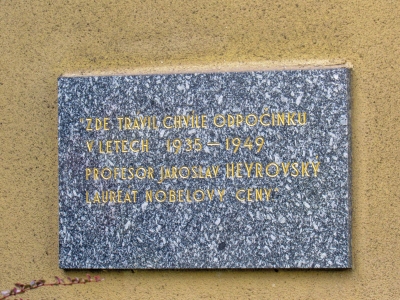 "ZDE TRÁVIL CHVÍLE ODPOČINKU
V LETECH 1936 – 1949
PROFESOR JAROSLAV HEYROVSKÝ
LAUREÁT NOBELOVY CENY"